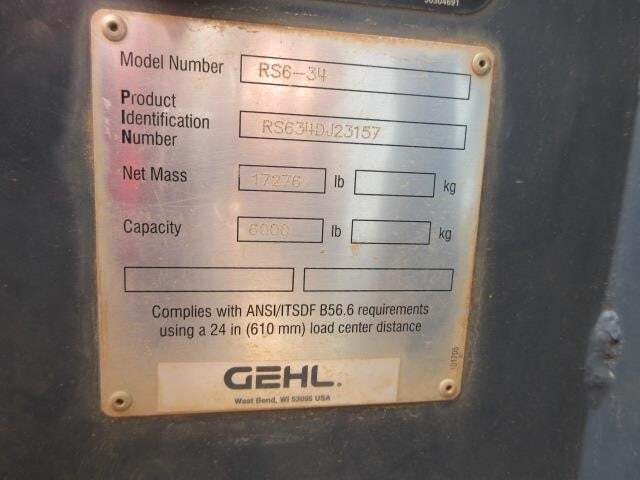 50304691
Model Number RS6-34
Product
Identification
Number RS634DJ23157
Net Mass 17276 lb kg
Capacity 6000 lb kg
Complies with ANSI/ITSDF B56.6 requirements
using a 24 in (610 mm) load center distance
GEHL®
West Bend, WI 53095 USA